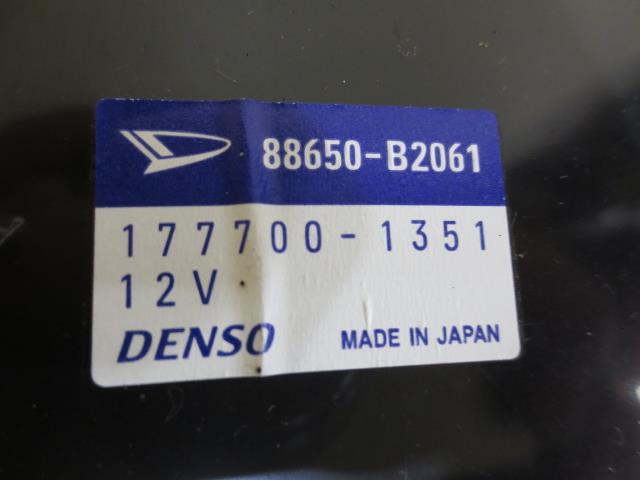 88650-B2061
177700-1351
12V
DENSO MADE IN JAPAN